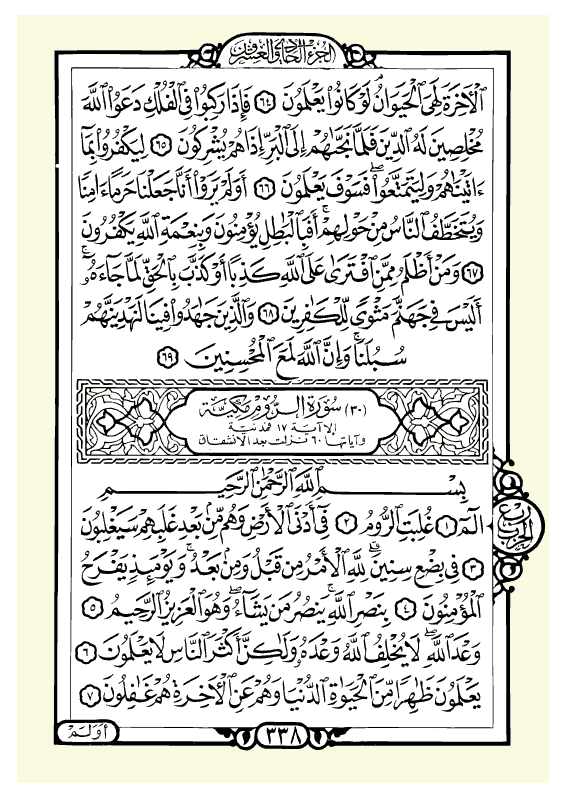 الجزء الحادي والعشرون
ٱلۡأٓخِرَةَ لَهِىَ ٱلۡحَيَوَانُ لَوۡ كَانُواْ يَعۡلَمُونَ ٦٤ فَإِذَا رَكِبُواْ فِى ٱلۡفُلۡكِ دَعَوُاْ ٱللَّهَ
مُخۡلِصِينَ لَهُ ٱلدِّينَ فَلَمَّا نَجَّىٰهُمۡ إِلَى ٱلۡبَرِّ إِذَا هُمۡ يُشۡرِكُونَ ٦٥ لِيَكۡفُرُواْ بِمَآ
ءَاتَيۡنَٰهُمۡ وَلِيَتَمَتَّعُواْۖ فَسَوۡفَ يَعۡلَمُونَ ٦٦ أَوَلَمۡ يَرَوۡاْ أَنَّا جَعَلۡنَا حَرَمًا ءَامِنٗا
وَيُتَخَطَّفُ ٱلنَّاسُ مِنۡ حَوۡلِهِمۡۚ أَفَبِٱلۡبَٰطِلِ يُؤۡمِنُونَ وَبِنِعۡمَةِ ٱللَّهِ يَكۡفُرُونَ
٦٧ وَمَنۡ أَظۡلَمُ مِمَّنِ ٱفۡتَرَىٰ عَلَى ٱللَّهِ كَذِبًا أَوۡ كَذَّبَ بِٱلۡحَقِّ لَمَّا جَآءَهُۥٓۚ
أَلَيۡسَ فِى جَهَنَّمَ مَثۡوٗى لِّلۡكَٰفِرِينَ ٦٨ وَٱلَّذِينَ جَٰهَدُواْ فِينَا لَنَهۡدِيَنَّهُمۡ
سُبُلَنَاۚ وَإِنَّ ٱللَّهَ لَمَعَ ٱلۡمُحۡسِنِينَ ٦٩
(٣٠) سُورَةُ الرُّومِ مَكِّيَّة
إلا آية ١٧ فمدنية
وآياتها ٦٠ نزلت بعد الانشقاق
بِسۡمِ ٱللَّهِ ٱلرَّحۡمَٰنِ ٱلرَّحِيمِ
الٓمٓ ١ غُلِبَتِ ٱلرُّومُ ٢ فِىٓ أَدۡنَى ٱلۡأَرۡضِ وَهُم مِّنۢ بَعۡدِ غَلَبِهِمۡ سَيَغۡلِبُونَ
٣ فِى بِضۡعِ سِنِينَۗ لِلَّهِ ٱلۡأَمۡرُ مِن قَبۡلُ وَمِنۢ بَعۡدُۚ وَيَوۡمَئِذٖ يَفۡرَحُ
ٱلۡمُؤۡمِنُونَ ٤ بِنَصۡرِ ٱللَّهِۚ يَنصُرُ مَن يَشَآءُۖ وَهُوَ ٱلۡعَزِيزُ ٱلرَّحِيمُ ٥
وَعۡدَ ٱللَّهِۖ لَا يُخۡلِفُ ٱللَّهُ وَعۡدَهُۥ وَلَٰكِنَّ أَكۡثَرَ ٱلنَّاسِ لَا يَعۡلَمُونَ ٦
يَعۡلَمُونَ ظَٰهِرٗا مِّنَ ٱلۡحَيَوٰةِ ٱلدُّنۡيَا وَهُمۡ عَنِ ٱلۡأٓخِرَةِ هُمۡ غَٰفِلُونَ ٧
أَوَلَمۡ
٣٣٨